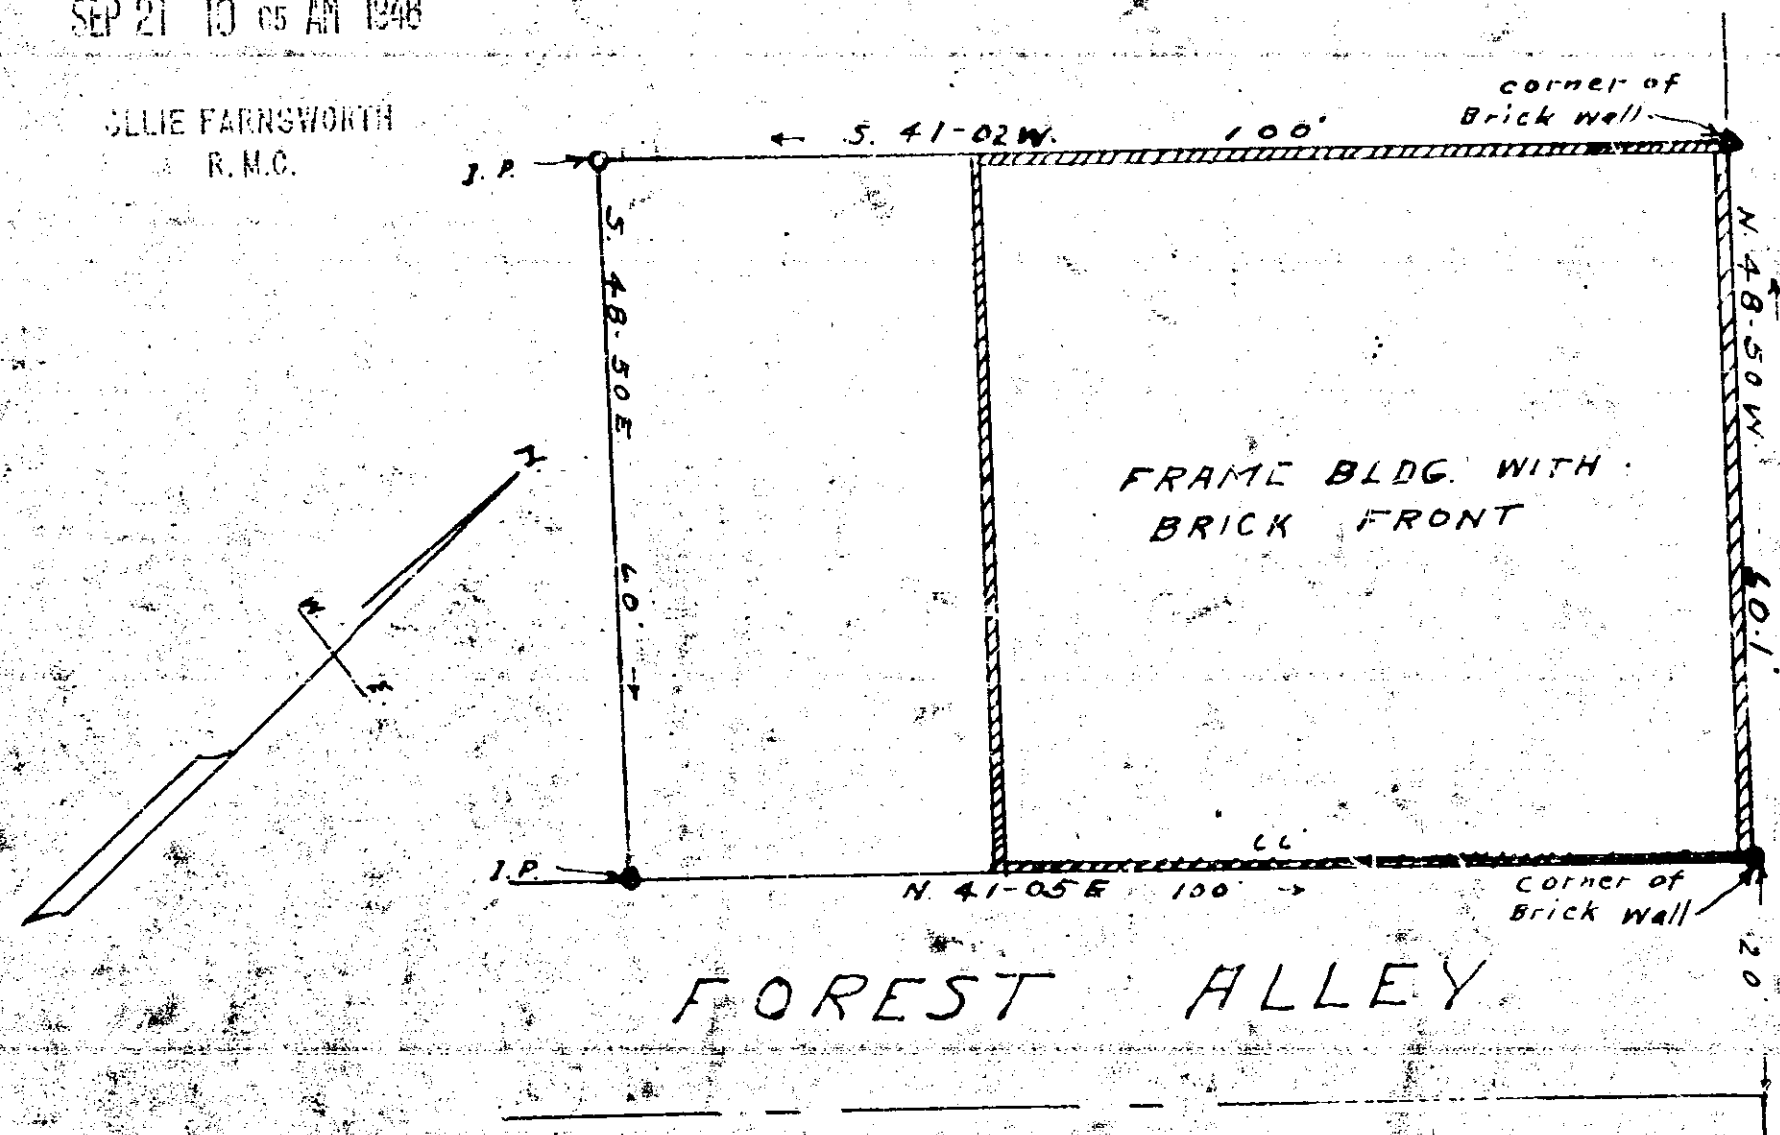 SEP 21 10 05 AM 1948
OLLIE FARNSWORTH
R. M. C.
corner of
Brick wall
← S. 41-02 W. 100'
I. P.
S. 48-50 E
60' →
N. 48-50 W.
60.1'
N
W
E
FRAME BLDG. WITH
BRICK FRONT
66'
I. P.
N. 41-05 E 100' →
corner of
Brick wall
20'
FOREST ALLEY